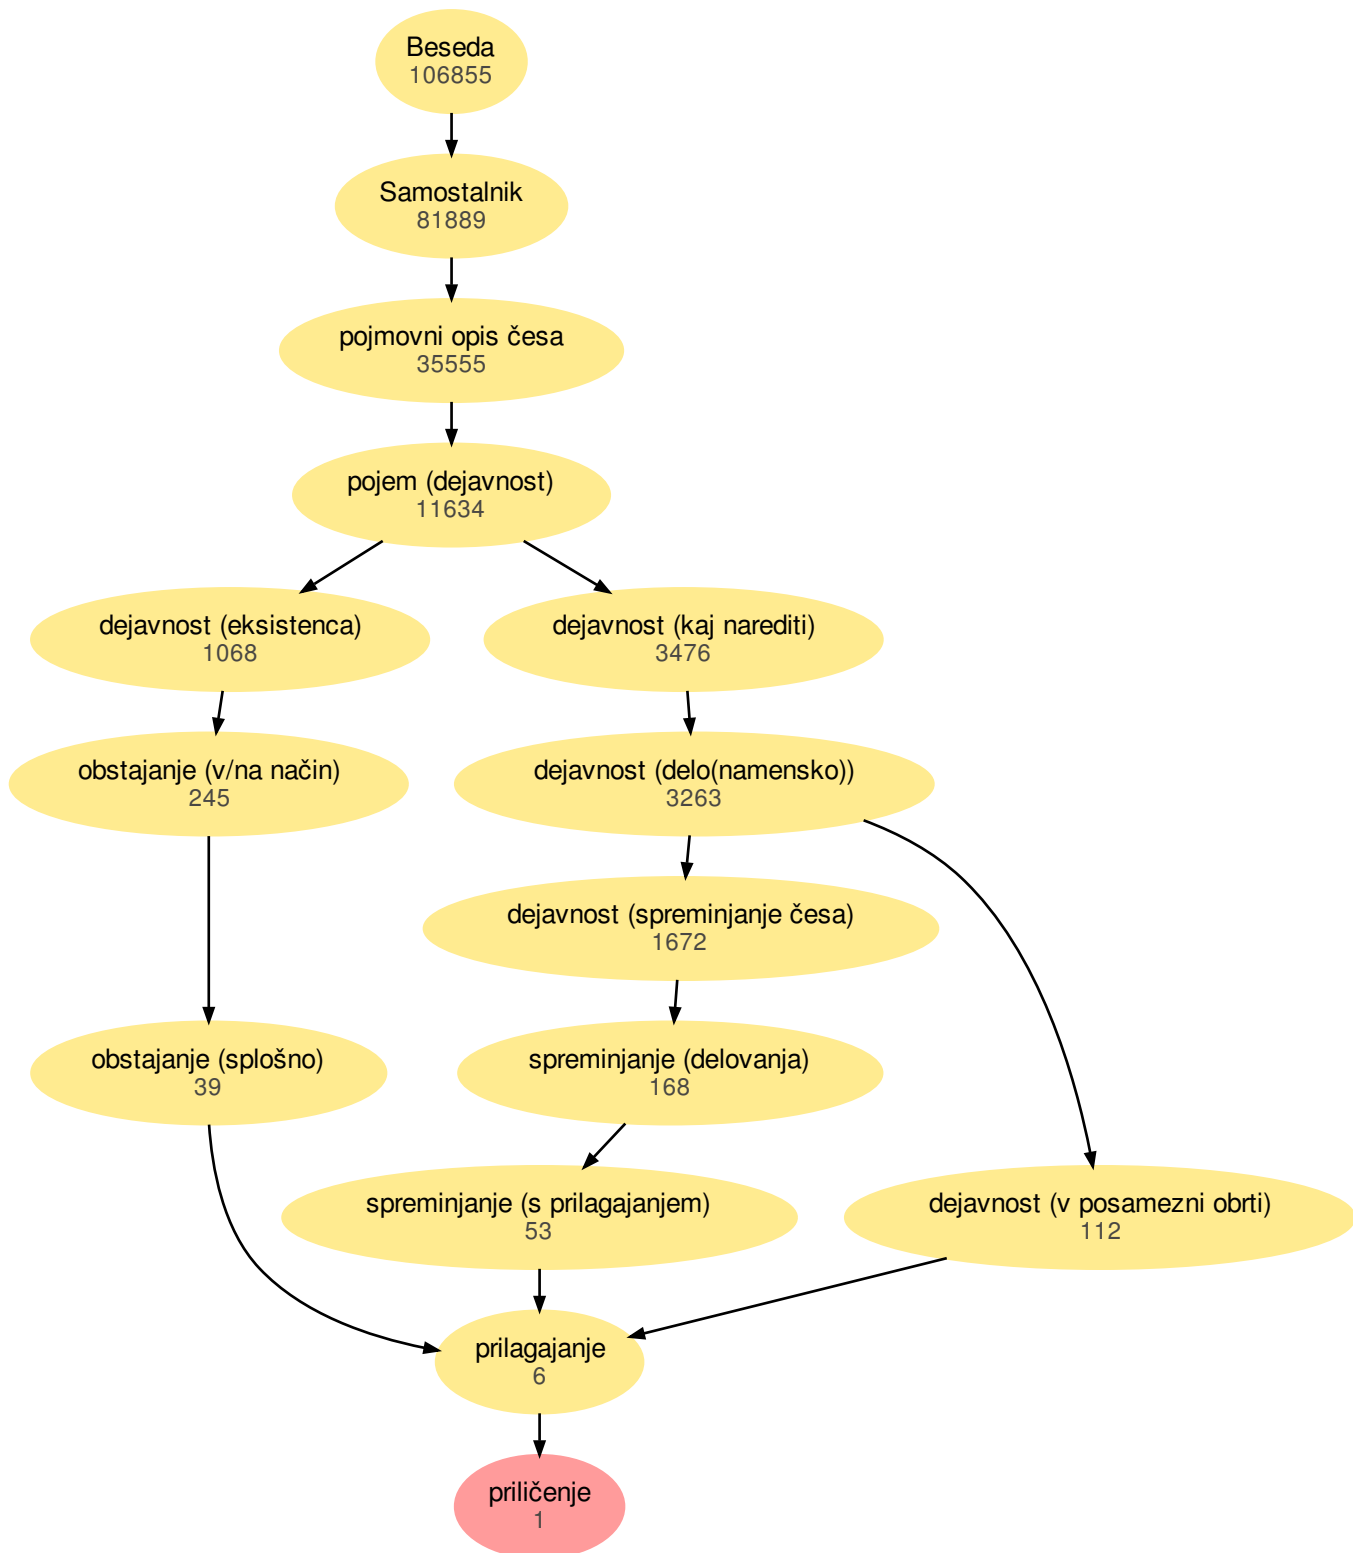 Beseda
106855
Samostalnik
81889
pojmovni opis česa
35555
pojem (dejavnost)
11634
dejavnost (eksistenca)
1068
dejavnost (kaj narediti)
3476
obstajanje (v/na način)
245
dejavnost (delo(namensko))
3263
dejavnost (spreminjanje česa)
1672
obstajanje (splošno)
39
spreminjanje (delovanja)
168
spreminjanje (s prilagajanjem)
53
dejavnost (v posamezni obrti)
112
prilagajanje
6
priličenje
1